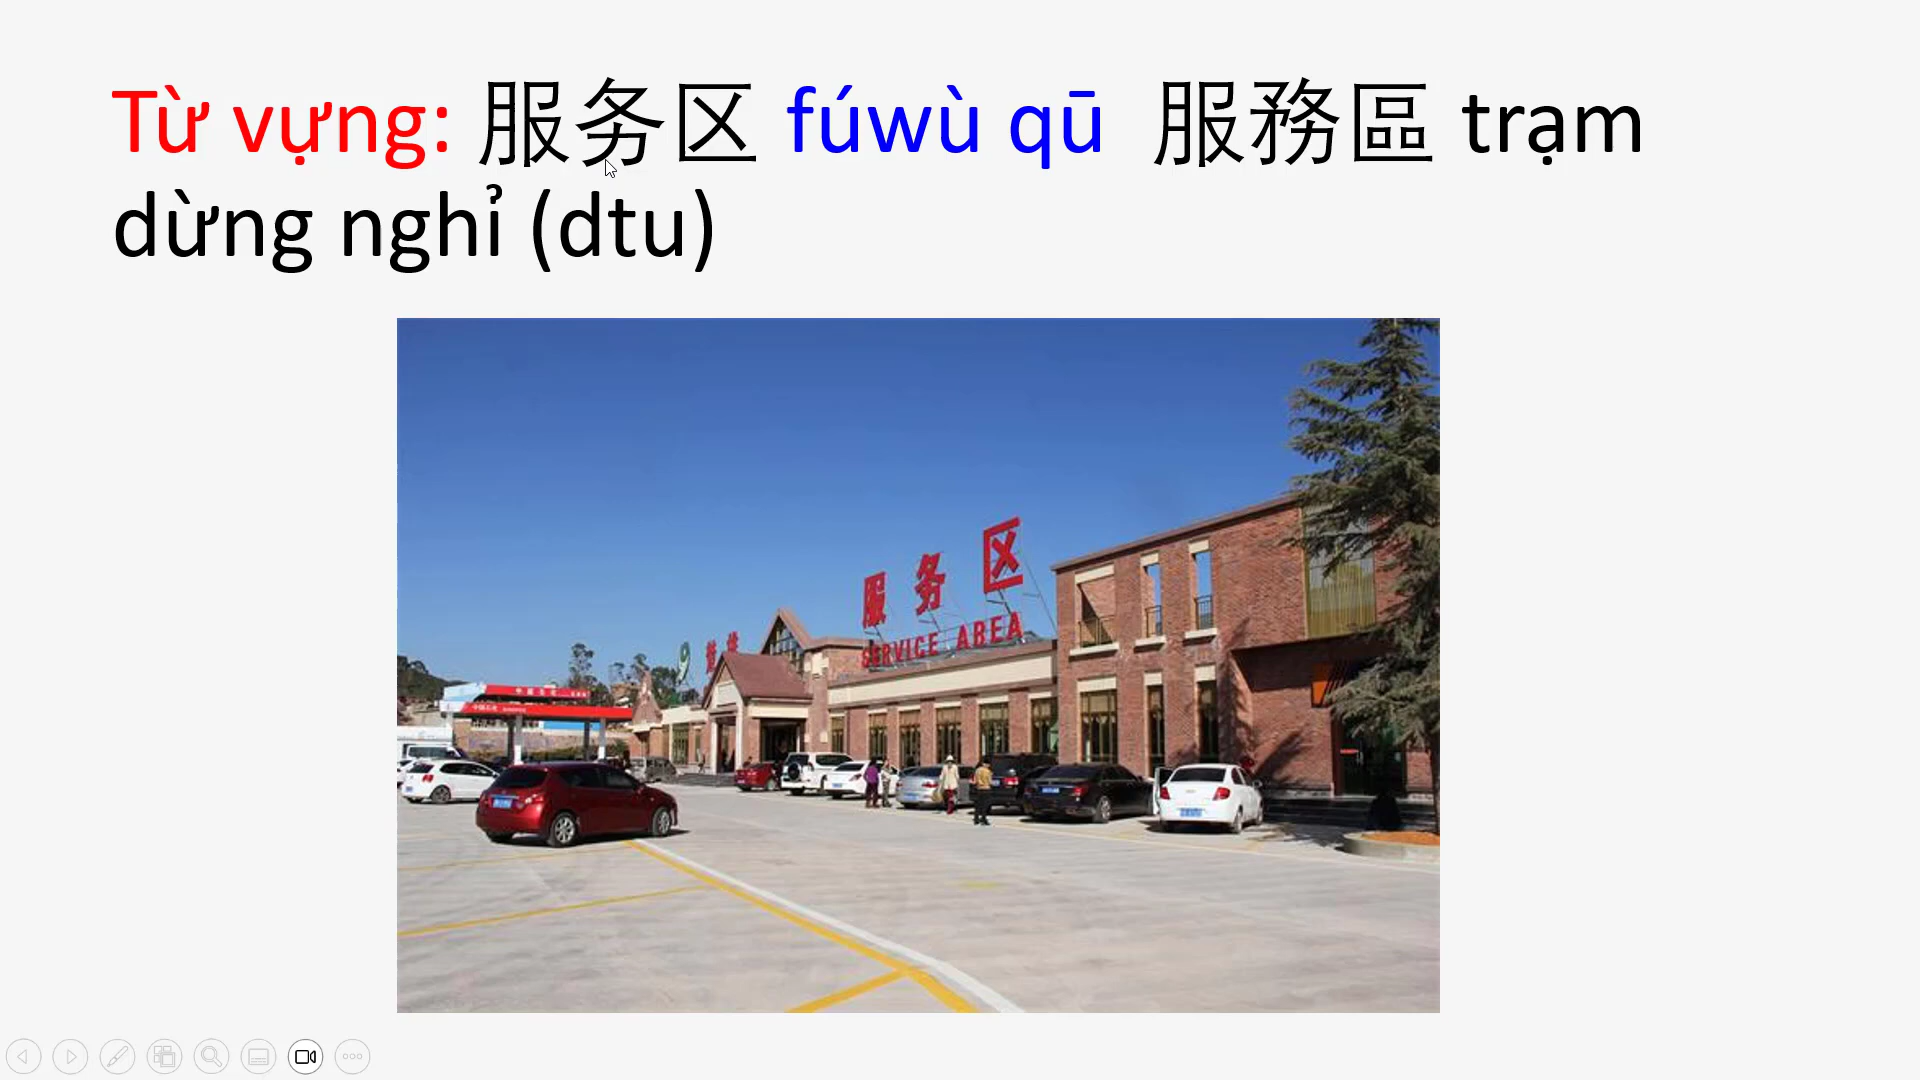 Từ vựng: 服务区 fúwù qū 服務區 trạm
dừng nghỉ (dtu)
服务区
SERVICE AREA